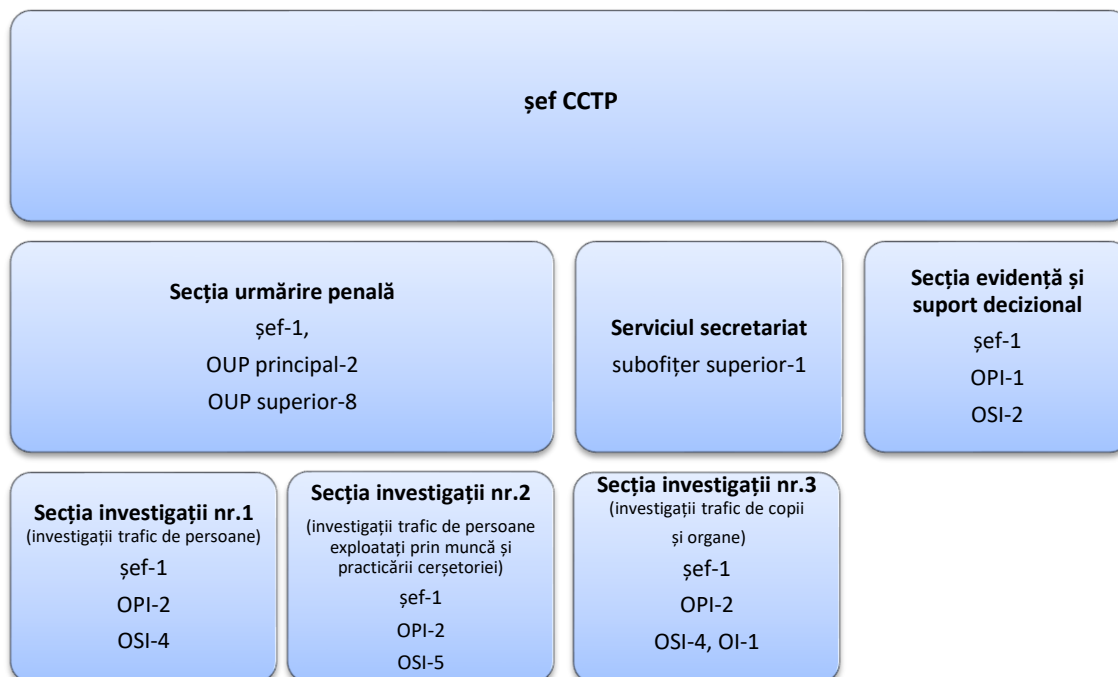 șef CCTP
Secția urmărire penală
șef-1,
OUP principal-2
OUP superior-8
Serviciul secretariat
subofițer superior-1
Secția evidență și
suport decizional
șef-1
OPI-1
OSI-2
Secția investigații nr.1
(investigații trafic de persoane)
șef-1
OPI-2
OSI-4
Secția investigații nr.2
(investigații trafic de persoane
exploatați prin muncă și
practicării cerșetoriei)
șef-1
OPI-2
OSI-5
Secția investigații nr.3
(investigații trafic de copii
și organe)
șef-1
OPI-2
OSI-4, OI-1